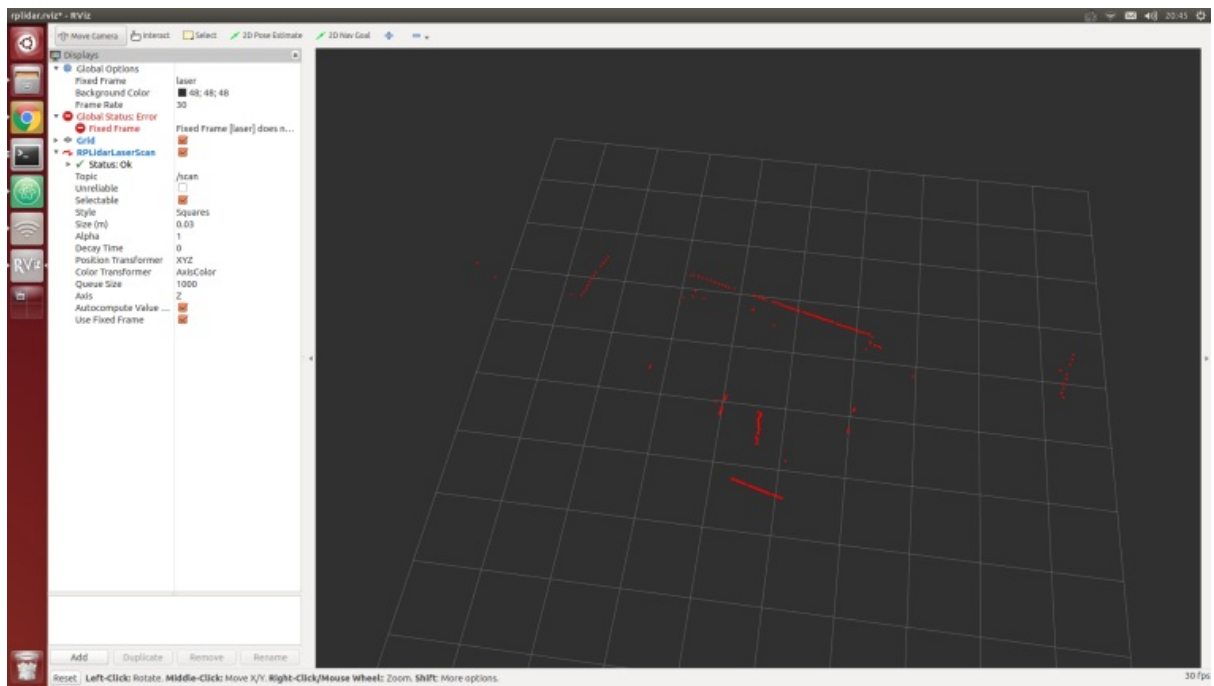 rplidar.rviz* - RViz
20:45
Move Camera Interact Select 2D Pose Estimate 2D Nav Goal
Displays
Global Options
Fixed Frame laser
Background Color 48; 48; 48
Frame Rate 30
Global Status: Error
Fixed Frame Fixed Frame [laser] does n...
Grid
RPLidarLaserScan
Status: Ok
Topic /scan
Unreliable
Selectable
Style Squares
Size (m) 0.03
Alpha 1
Decay Time 0
Position Transformer XYZ
Color Transformer AxisColor
Queue Size 1000
Axis Z
Autocompute Value ...
Use Fixed Frame
RViz
Add Duplicate Remove Rename
Reset Left-Click: Rotate. Middle-Click: Move X/Y. Right-Click/Mouse Wheel: Zoom. Shift: More options. 30 fps